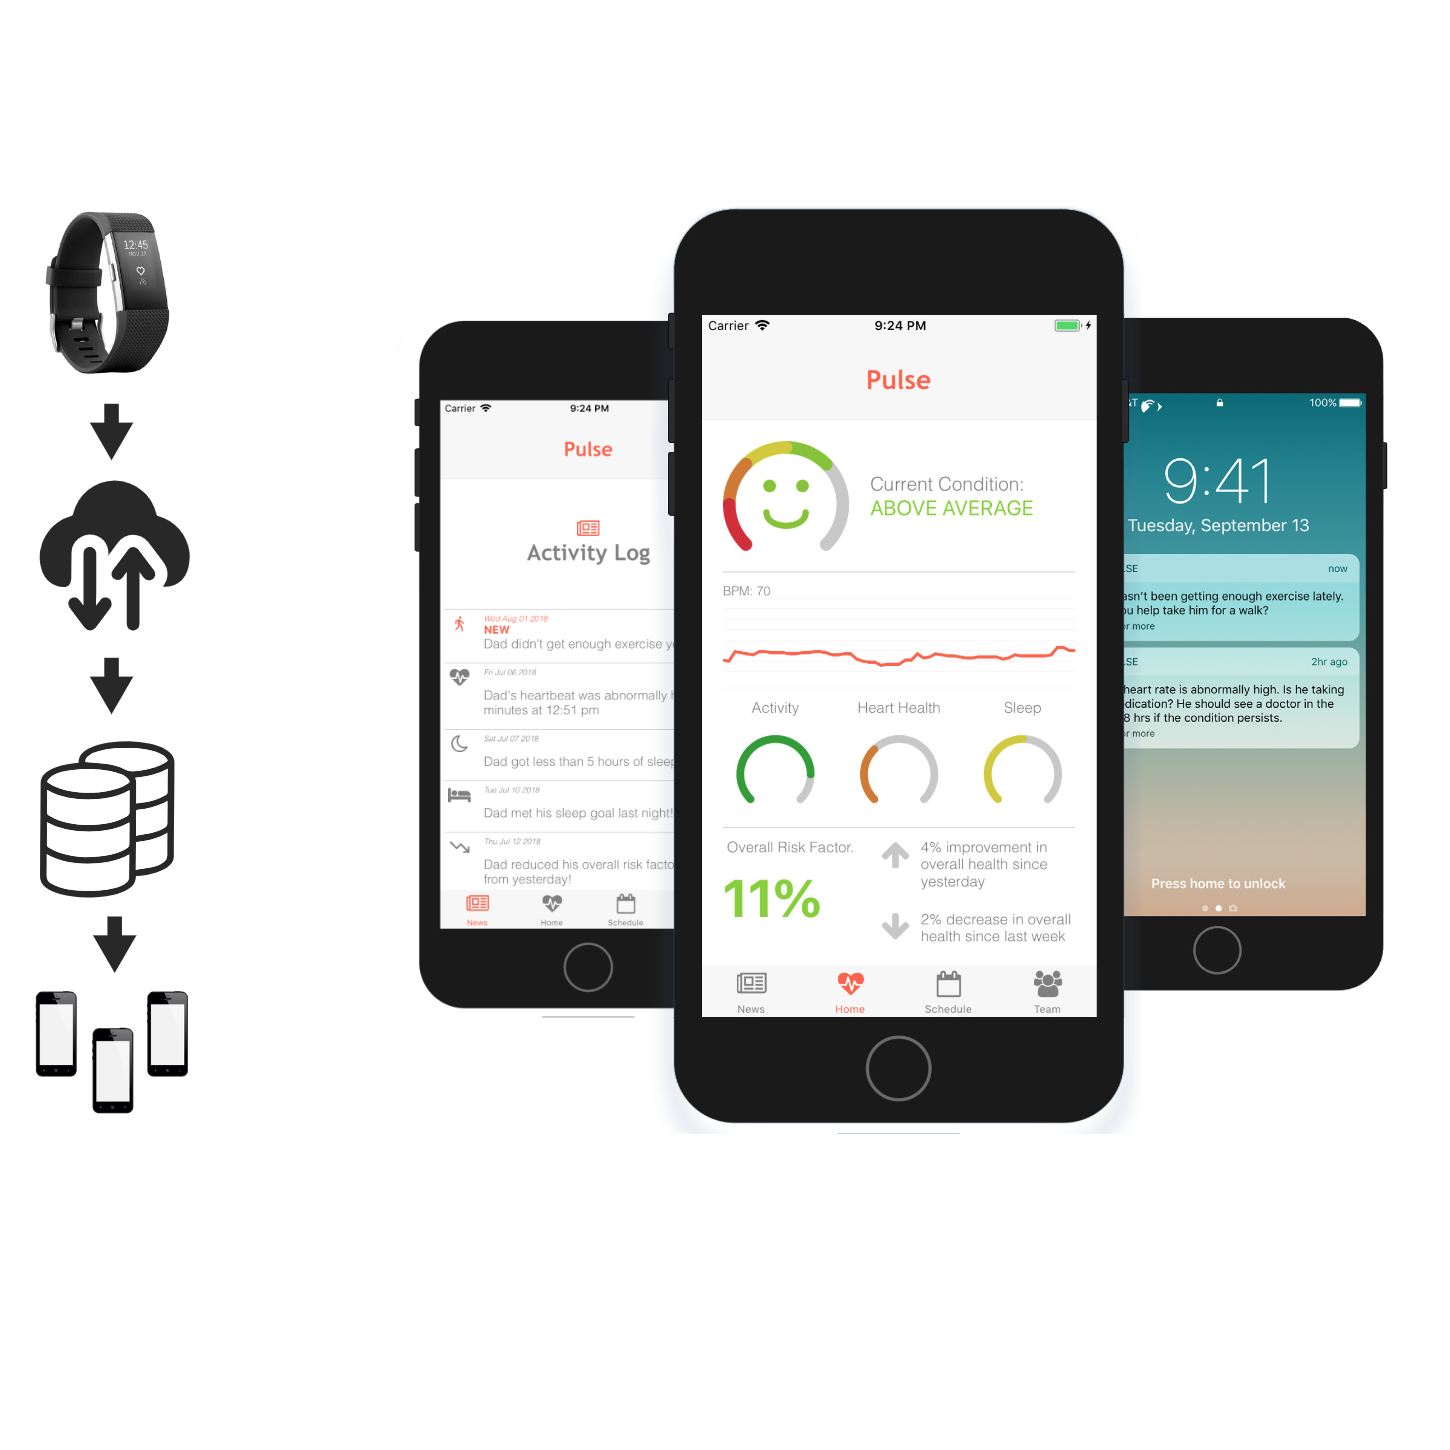 12:45
NOV 27
76
Carrier
9:24 PM
Pulse
Activity Log
Wed Aug 01 2018
NEW
Dad didn't get enough exercise
Fri Jul 06 2018
Dad's heartbeat was abnormally
minutes at 12:51 pm
Sat Jul 07 2018
Dad got less than 5 hours of sleep
Tue Jul 10 2018
Dad met his sleep goal last night!
Thu Jul 12 2018
Dad reduced his overall risk
from yesterday!
News
Home
Schedule
Carrier
9:24 PM
Pulse
Current Condition:
ABOVE AVERAGE
BPM: 70
Activity
Heart Health
Sleep
Overall Risk Factor.
11%
4% improvement in
overall health since
yesterday
2% decrease in overall
health since last week
News
Home
Schedule
Team
100%
9:41
Tuesday, September 13
now
been getting enough exercise lately.
help take him for a walk?
more
2hr ago
heart rate is abnormally high. Is he taking
He should see a doctor in the
hrs if the condition persists.
more
Press home to unlock